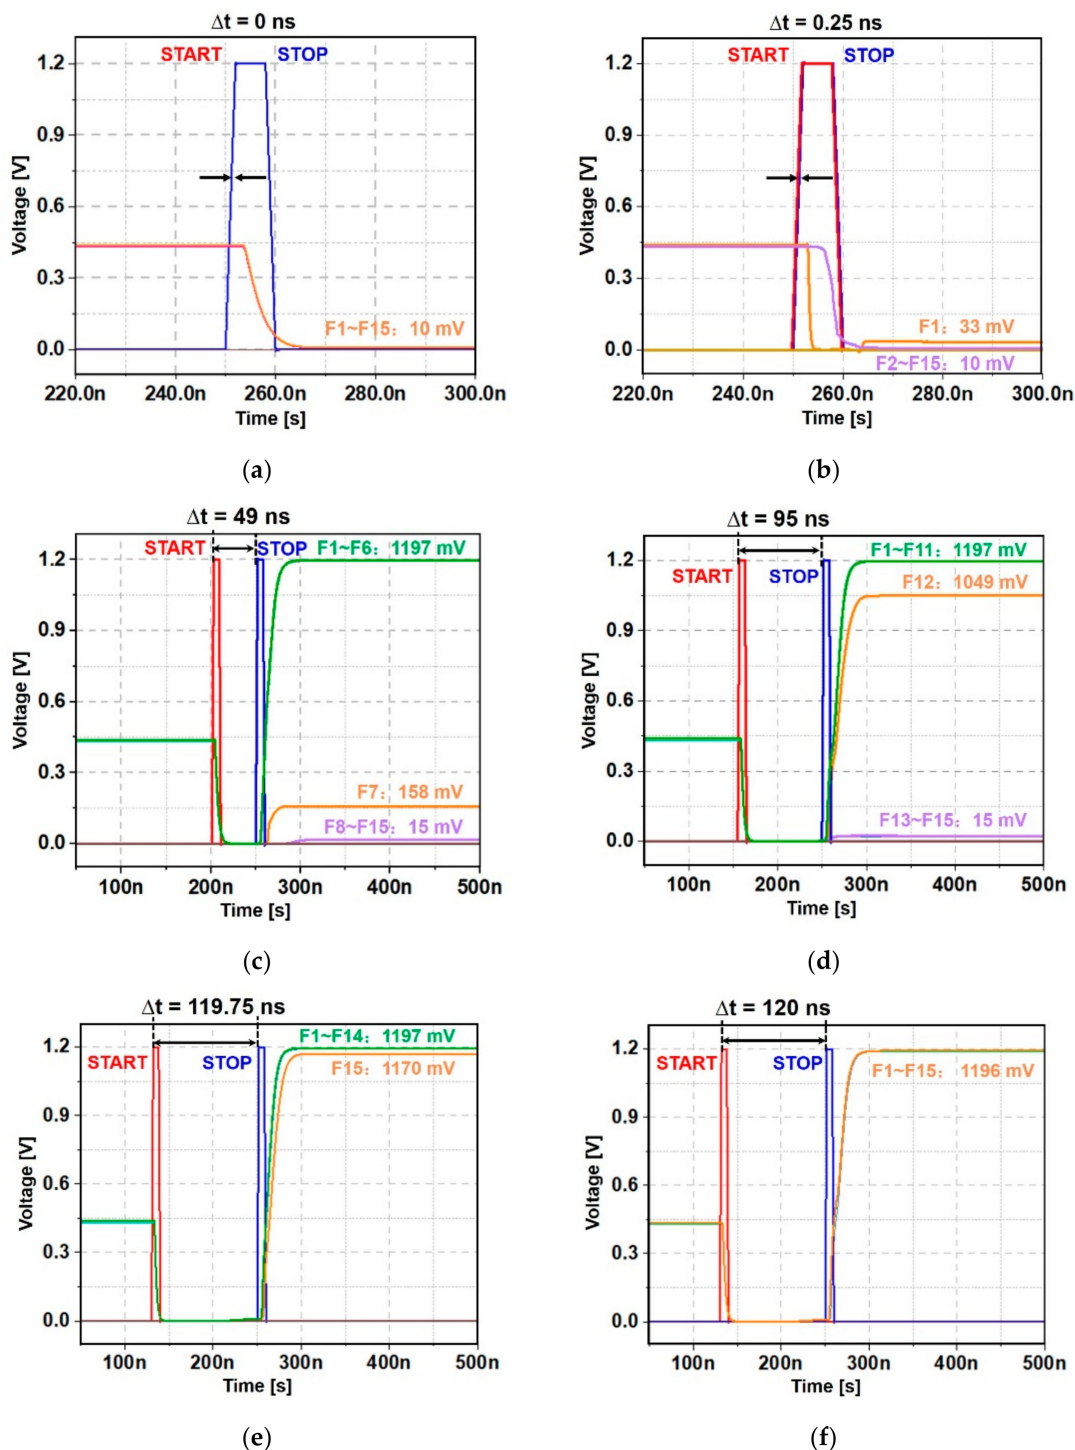 Δt = 0 ns
START STOP
1.2
0.9
0.6
0.3
0.0
Voltage [V]
F1~F15: 10 mV
220.0n 240.0n 260.0n 280.0n 300.0n
Time [s]
(a)
Δt = 0.25 ns
START STOP
1.2
0.9
0.6
0.3
0.0
Voltage [V]
F1: 33 mV
F2~F15: 10 mV
220.0n 240.0n 260.0n 280.0n 300.0n
Time [s]
(b)
Δt = 49 ns
START STOP F1~F6: 1197 mV
1.2
0.9
0.6
0.3
0.0
Voltage [V]
F7: 158 mV
F8~F15: 15 mV
100n 200n 300n 400n 500n
Time [s]
(c)
Δt = 95 ns
F1~F11: 1197 mV
START STOP F12: 1049 mV
1.2
0.9
0.6
0.3
0.0
Voltage [V]
F13~F15: 15 mV
100n 200n 300n 400n 500n
Time [s]
(d)
Δt = 119.75 ns
F1~F14: 1197 mV
START STOP F15: 1170 mV
1.2
0.9
0.6
0.3
0.0
Voltage [V]
100n 200n 300n 400n 500n
Time [s]
(e)
Δt = 120 ns
START STOP F1~F15: 1196 mV
1.2
0.9
0.6
0.3
0.0
Voltage [V]
100n 200n 300n 400n 500n
Time [s]
(f)